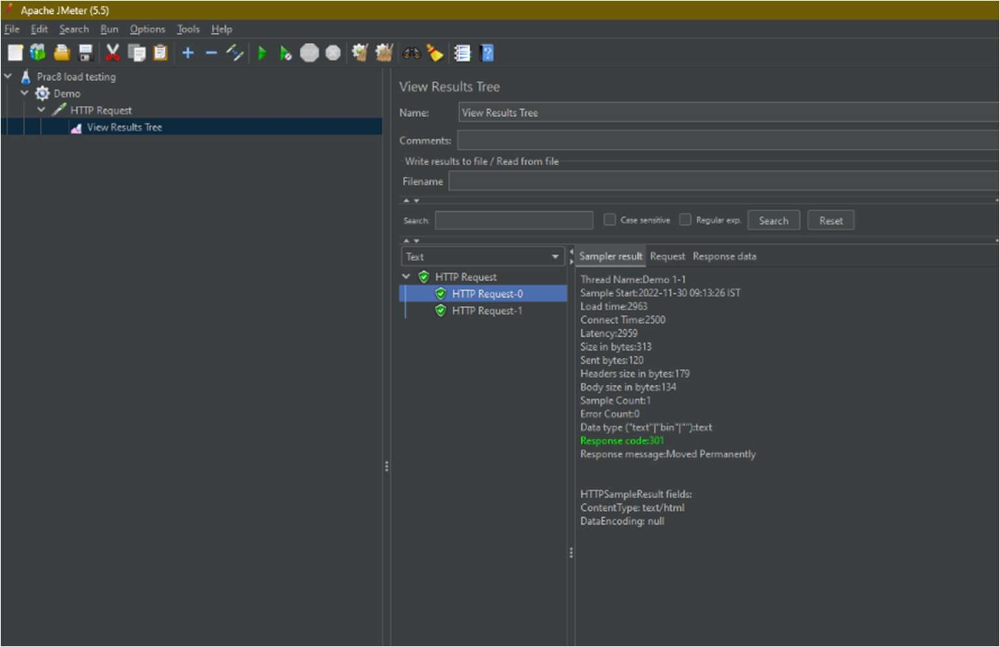 Apache JMeter (5.5)
File Edit Search Run Options Tools Help
Prac8 load testing
Demo
HTTP Request
View Results Tree
View Results Tree
Name: View Results Tree
Comments:
Write results to file / Read from file
Filename
Search: Case sensitive Regular exp. Search Reset
Text
HTTP Request
HTTP Request-0
HTTP Request-1
Sampler result Request Response data
Thread Name:Demo 1-1
Sample Start:2022-11-30 09:13:26 IST
Load time:2963
Connect Time:2500
Latency:2959
Size in bytes:313
Sent bytes:120
Headers size in bytes:179
Body size in bytes:134
Sample Count:1
Error Count:0
Data type ("text"|"bin"|""):text
Response code:301
Response message:Moved Permanently
HTTPSampleResult fields:
ContentType: text/html
DataEncoding: null